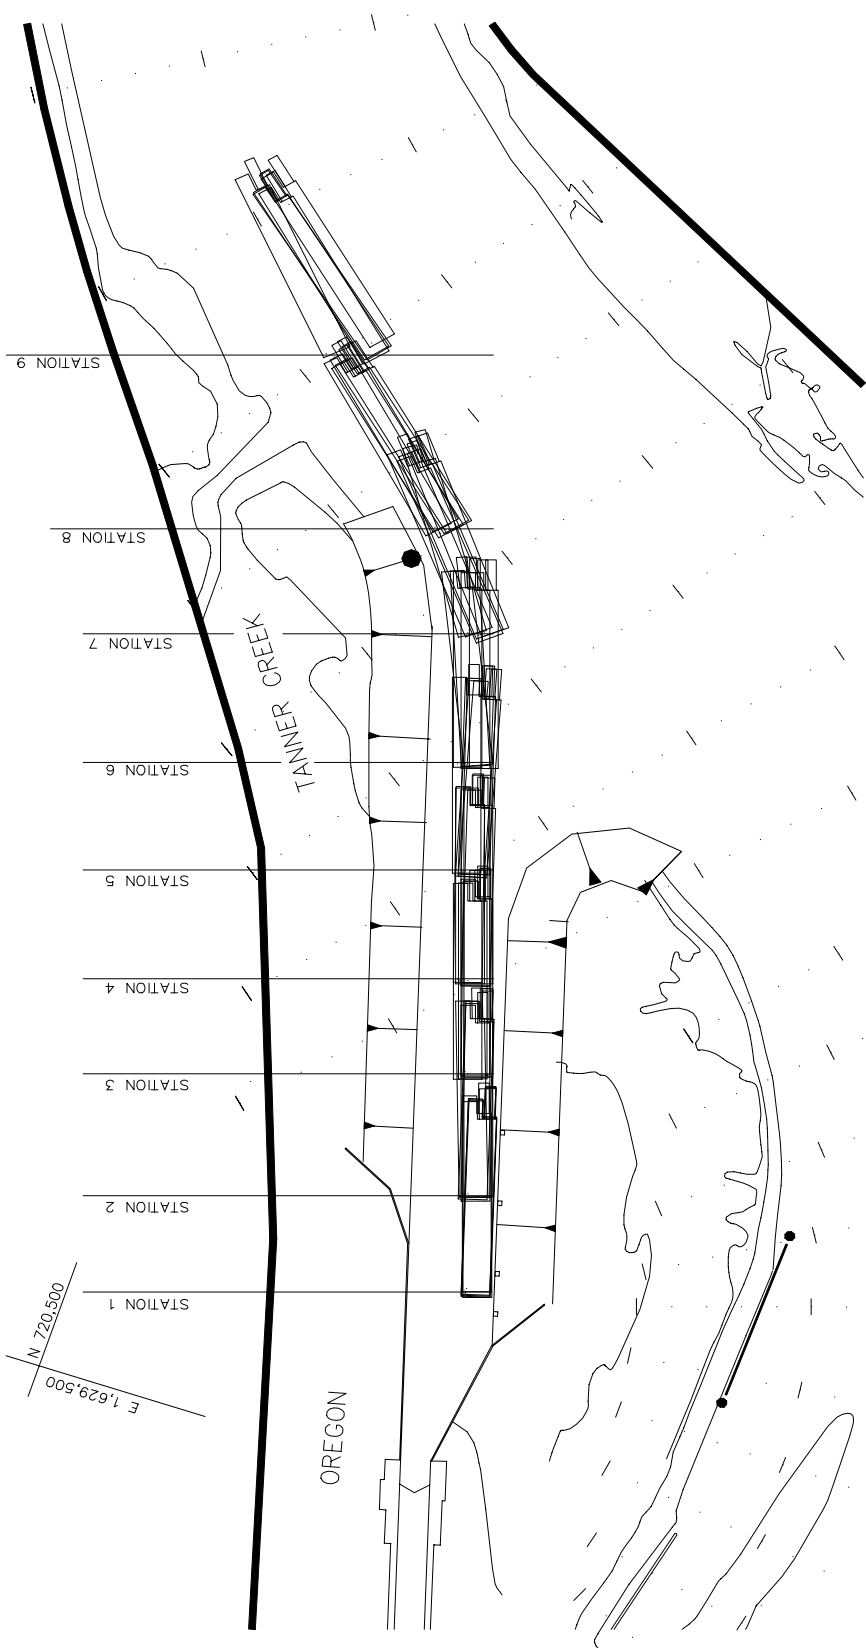 STATION 9
STATION 8
TANNER CREEK
STATION 7
STATION 6
STATION 5
STATION 4
STATION 3
STATION 2
STATION 1
N 720,500
E 1,629,500
OREGON